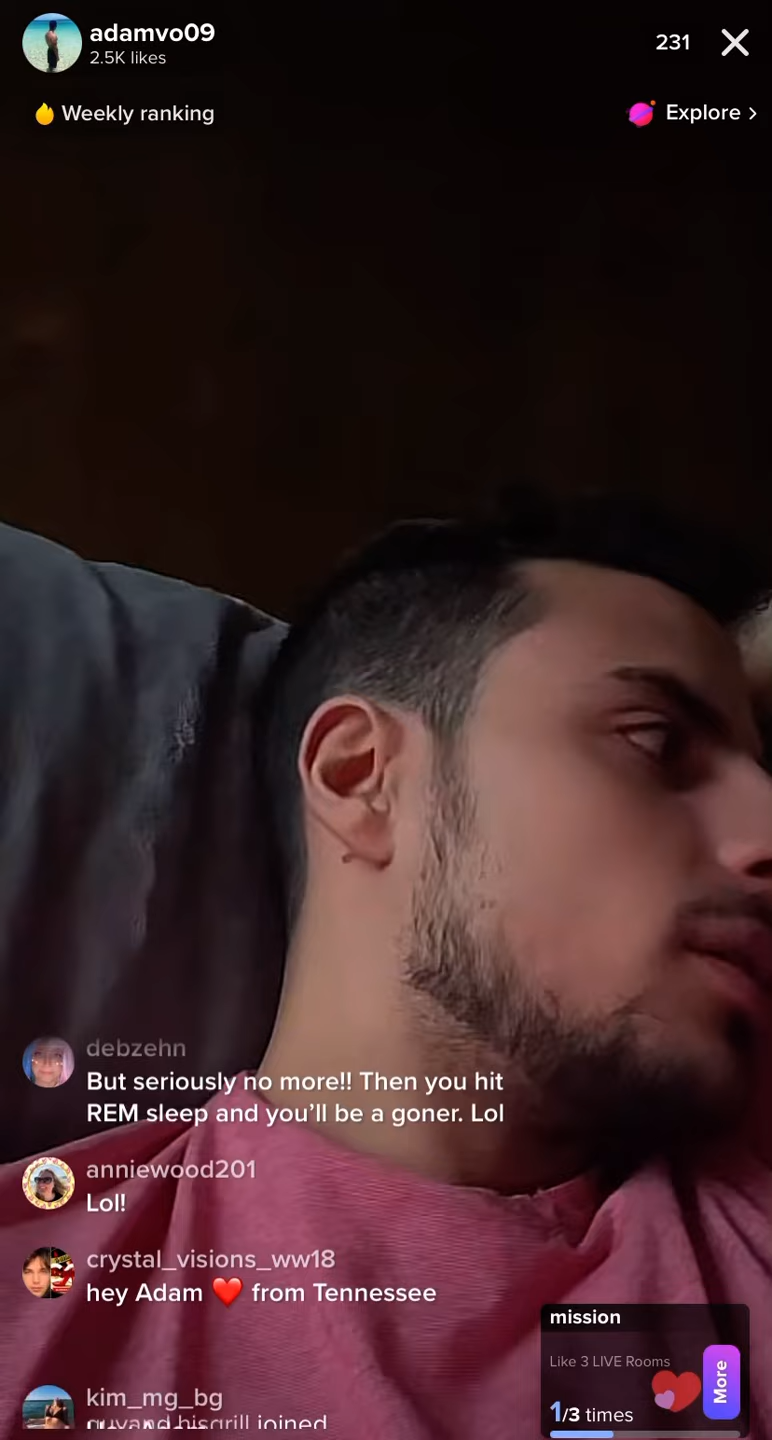 adamvo09
2.5K likes
231
Weekly ranking
Explore
debzehn
But seriously no more!! Then you hit
REM sleep and you'll be a goner. Lol
anniewood201
Lol!
crystal_visions_ww18
hey Adam ❤️ from Tennessee
mission
Like 3 LIVE Rooms
More
1/3 times
kim_mg_bg
guyand hisgrill joined